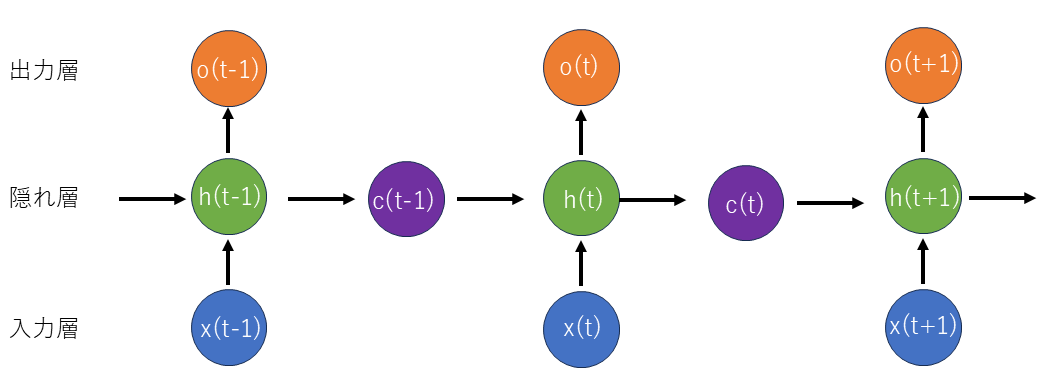 出力層 o(t-1) o(t) o(t+1)
隠れ層 h(t-1) c(t-1) h(t) c(t) h(t+1)
入力層 x(t-1) x(t) x(t+1)